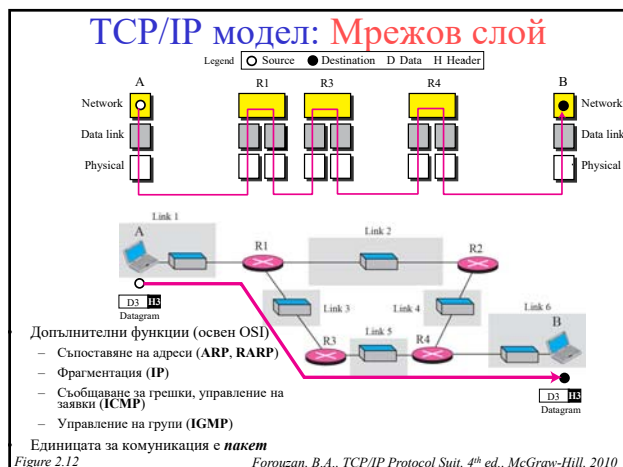 TCP/IP модел: Мрежов слой
Legend Source Destination D Data H Header
A R1 R3 R4 B
Network Network
Data link Data link
Physical Physical
Link 1
A
R1
Link 2
R2
Link 3
Link 4
Link 6
B
D3 H3
Datagram
R3
Link 5
R4
D3 H3
Datagram
• Допълнителни функции (освен OSI)
– Съпоставяне на адреси (ARP, RARP)
– Фрагментация (IP)
– Съобщаване за грешки, управление на
заявки (ICMP)
– Управление на групи (IGMP)
• Единицата за комуникация е пакет
Figure 2.12 Forouzan, B.A., TCP/IP Protocol Suit, 4th ed., McGraw-Hill, 2010